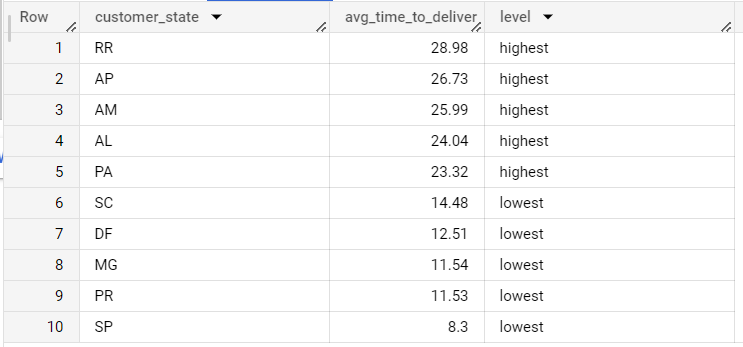 Row customer_state avg_time_to_deliver level
1 RR 28.98 highest
2 AP 26.73 highest
3 AM 25.99 highest
4 AL 24.04 highest
5 PA 23.32 highest
6 SC 14.48 lowest
7 DF 12.51 lowest
8 MG 11.54 lowest
9 PR 11.53 lowest
10 SP 8.3 lowest